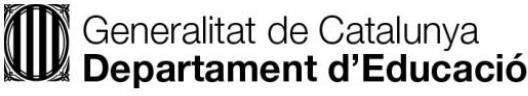 Generalitat de Catalunya
Departament d'Educació